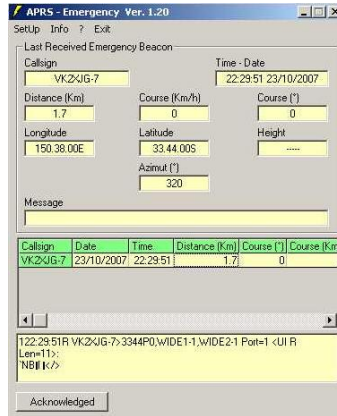 APRS - Emergency Ver. 1.20
SetUp Info ? Exit
Last Received Emergency Beacon
Callsign Time - Date
VK2XJG-7 22:29:51 23/10/2007
Distance (Km) Course (Km/h) Course (°)
1.7 0 0
Longitude Latitude Height
150.38.00E 33.44.00S -----
Azimut (°)
320
Message
Callsign Date Time Distance (Km) Course (°) Course (Km
VK2XJG-7 23/10/2007 22:29:51 1.7 0
122:29:51R VK2XJG-7>3344P0,WIDE1-1,WIDE2-1 Port=1 <UI R
Len=11>:
Acknowledged